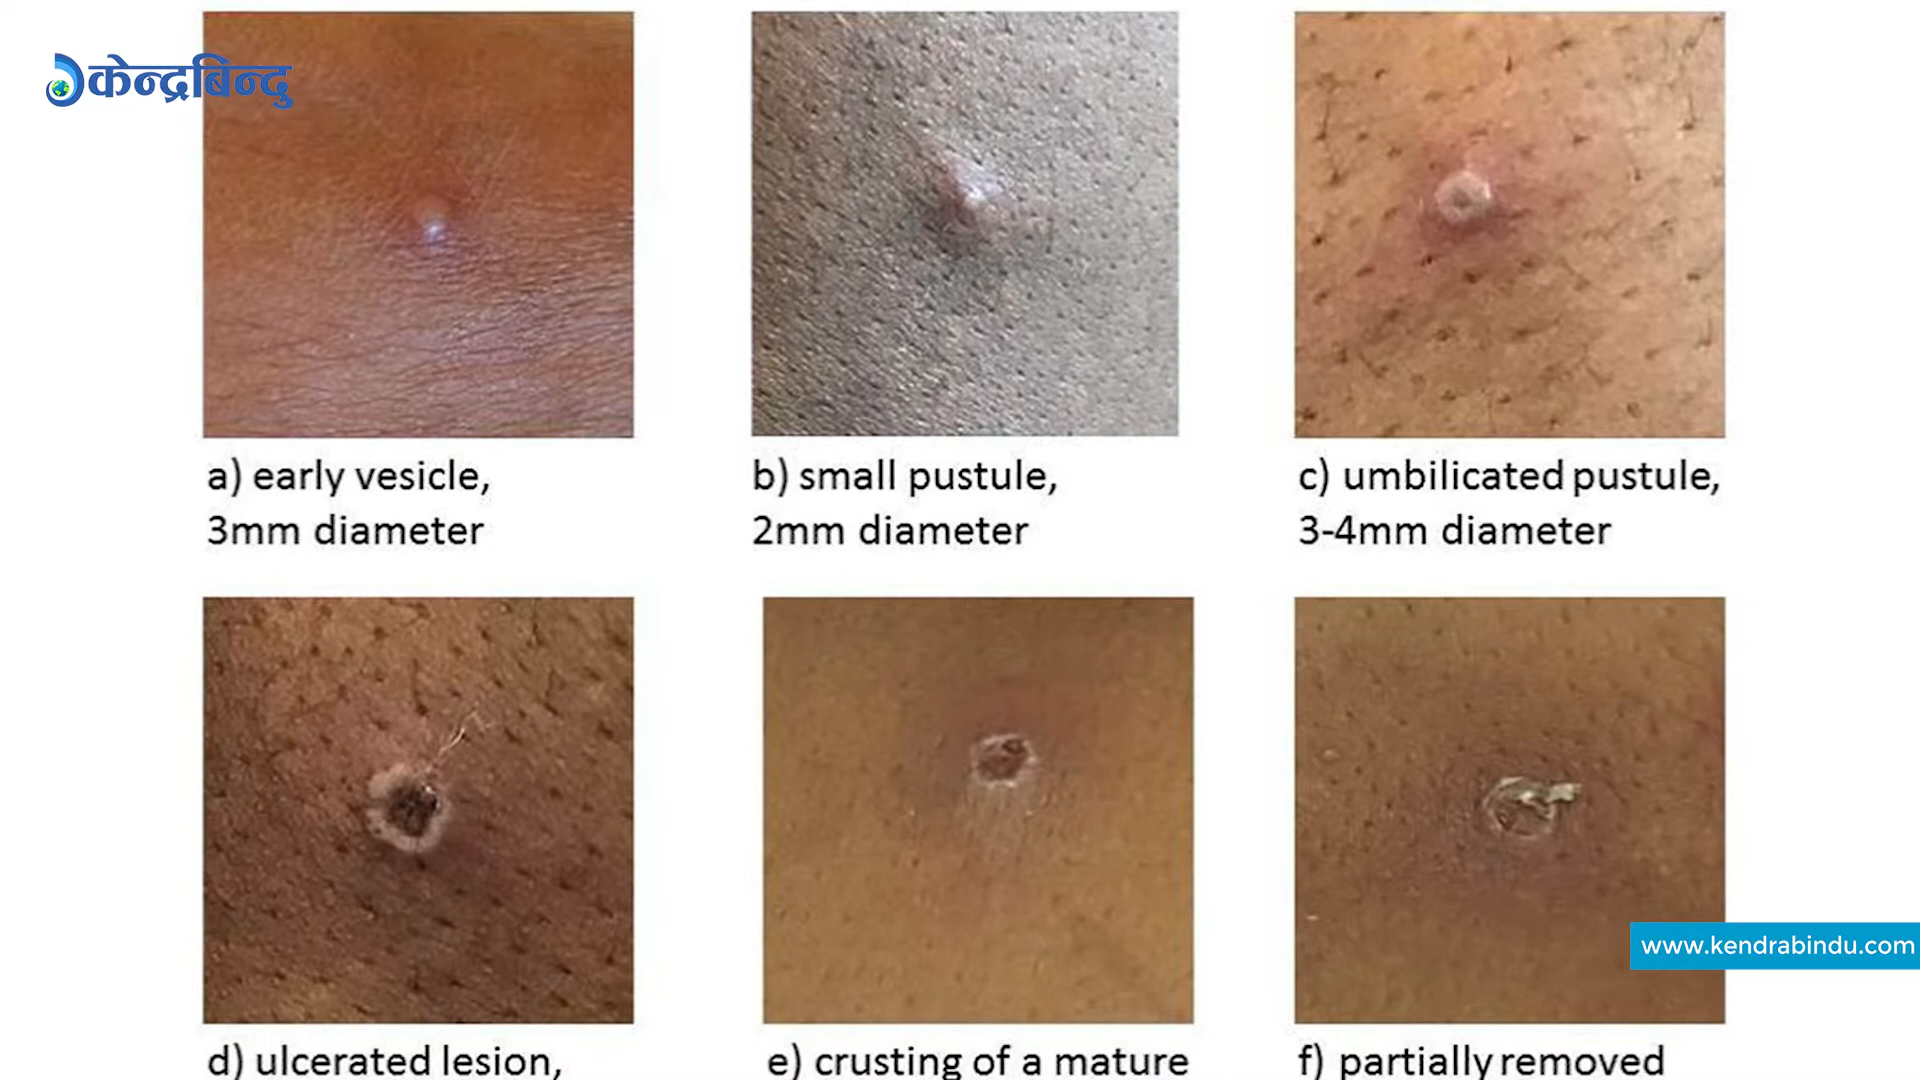 केन्द्रबिन्दु
a) early vesicle,
3mm diameter
b) small pustule,
2mm diameter
c) umbilicated pustule,
3-4mm diameter
www.kendrabindu.com
d) ulcerated lesion,
e) crusting of a mature
f) partially removed